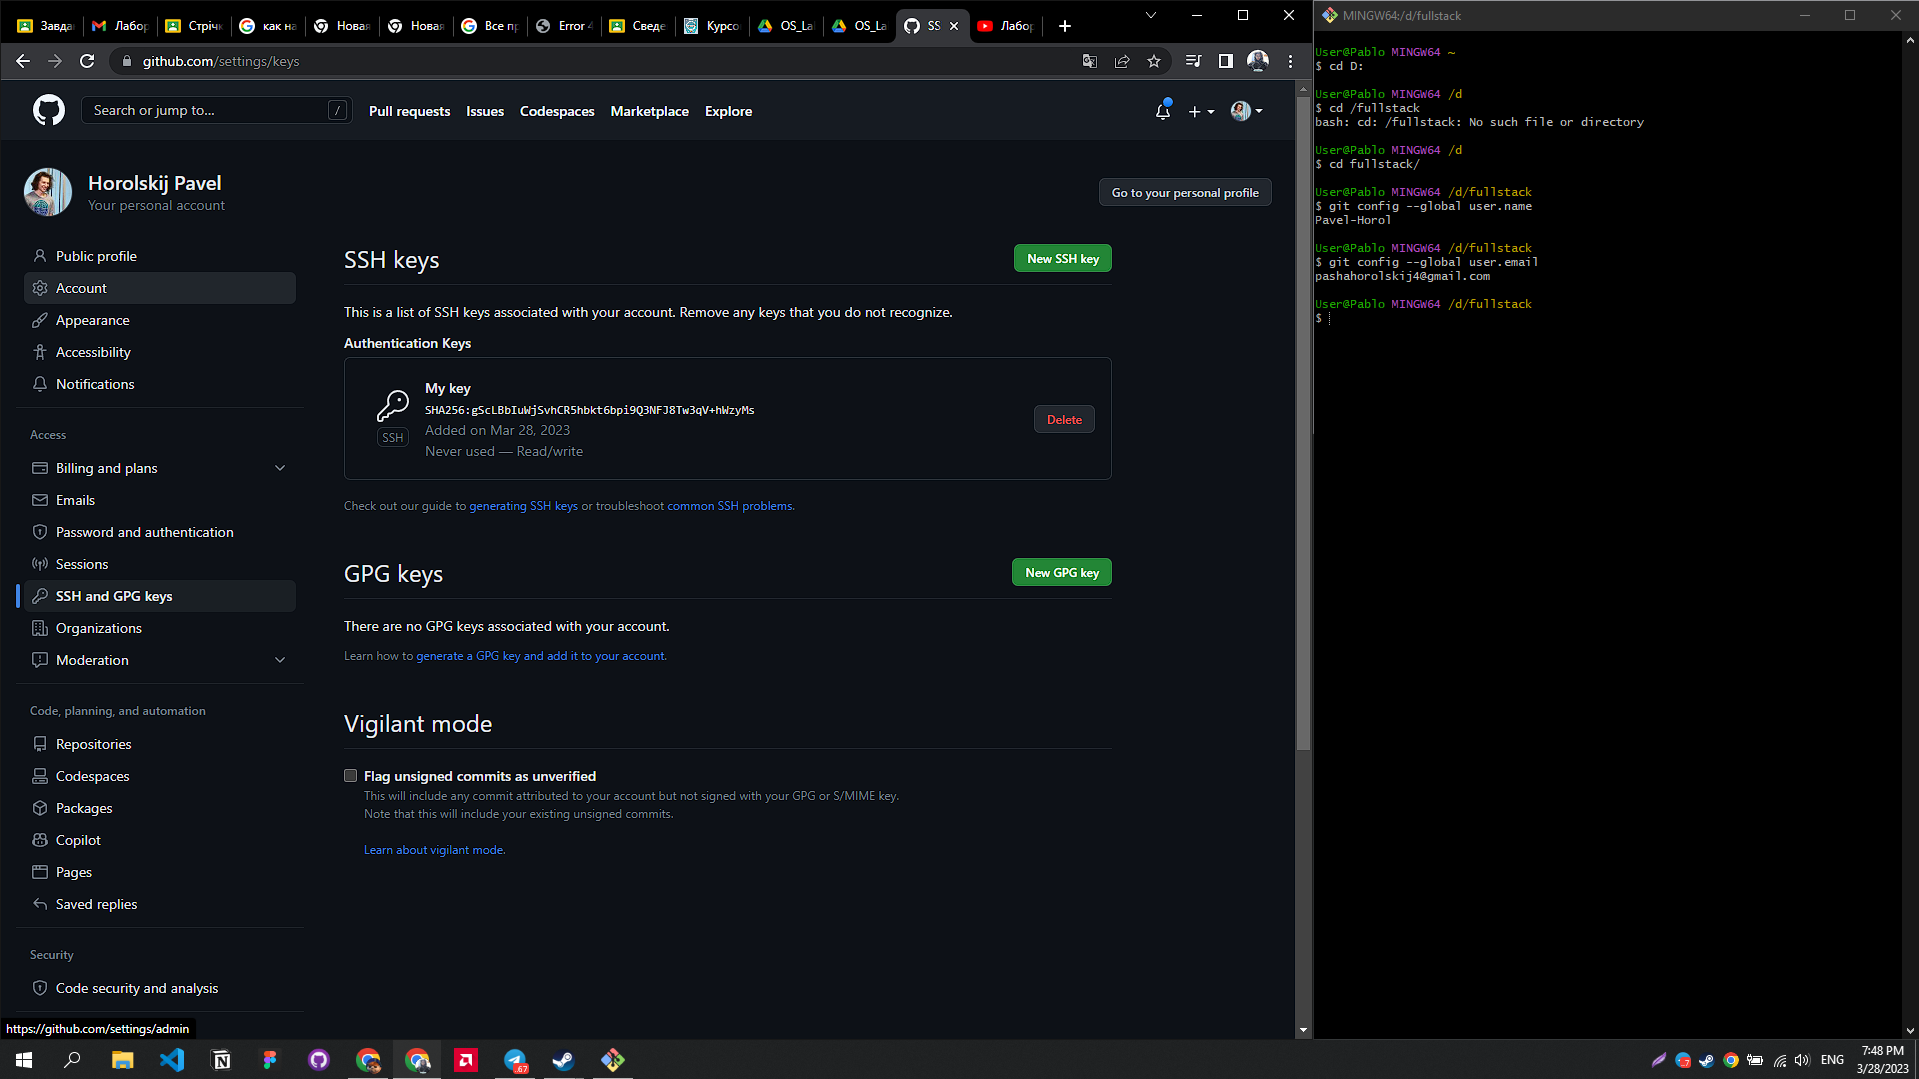 Завда
Лабор
Стріч
как на
Новая
Новая
Все пр
Error 4
Сведе
Курсо
OS_La
OS_La
SS
Лабор
github.com/settings/keys
Search or jump to...
/
Pull requests
Issues
Codespaces
Marketplace
Explore
Horolskij Pavel
Your personal account
Go to your personal profile
Public profile
Account
Appearance
Accessibility
Notifications
Access
Billing and plans
Emails
Password and authentication
Sessions
SSH and GPG keys
Organizations
Moderation
Code, planning, and automation
Repositories
Codespaces
Packages
Copilot
Pages
Saved replies
Security
Code security and analysis
https://github.com/settings/admin
SSH keys
New SSH key
This is a list of SSH keys associated with your account. Remove any keys that you do not recognize.
Authentication Keys
My key
SHA256:gScLBbIuWjSvhCR5hbkt6bpi9Q3NFJ8Tw3qV+hWzyMs
SSH
Added on Mar 28, 2023
Never used — Read/write
Delete
Check out our guide to generating SSH keys or troubleshoot common SSH problems.
GPG keys
New GPG key
There are no GPG keys associated with your account.
Learn how to generate a GPG key and add it to your account.
Vigilant mode
Flag unsigned commits as unverified
This will include any commit attributed to your account but not signed with your GPG or S/MIME key.
Note that this will include your existing unsigned commits.
Learn about vigilant mode.
MINGW64:/d/fullstack
User@Pablo MINGW64 ~
$ cd D:
User@Pablo MINGW64 /d
$ cd /fullstack
bash: cd: /fullstack: No such file or directory
User@Pablo MINGW64 /d
$ cd fullstack/
User@Pablo MINGW64 /d/fullstack
$ git config --global user.name
Pavel-Horol
User@Pablo MINGW64 /d/fullstack
$ git config --global user.email
pashahorolskij4@gmail.com
User@Pablo MINGW64 /d/fullstack
$
ENG
7:48 PM
3/28/2023